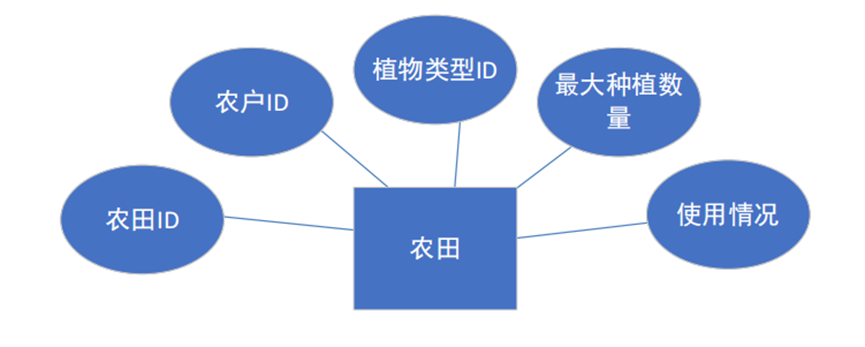 植物类型ID
农户ID
最大种植数
量
农田ID
使用情况
农田